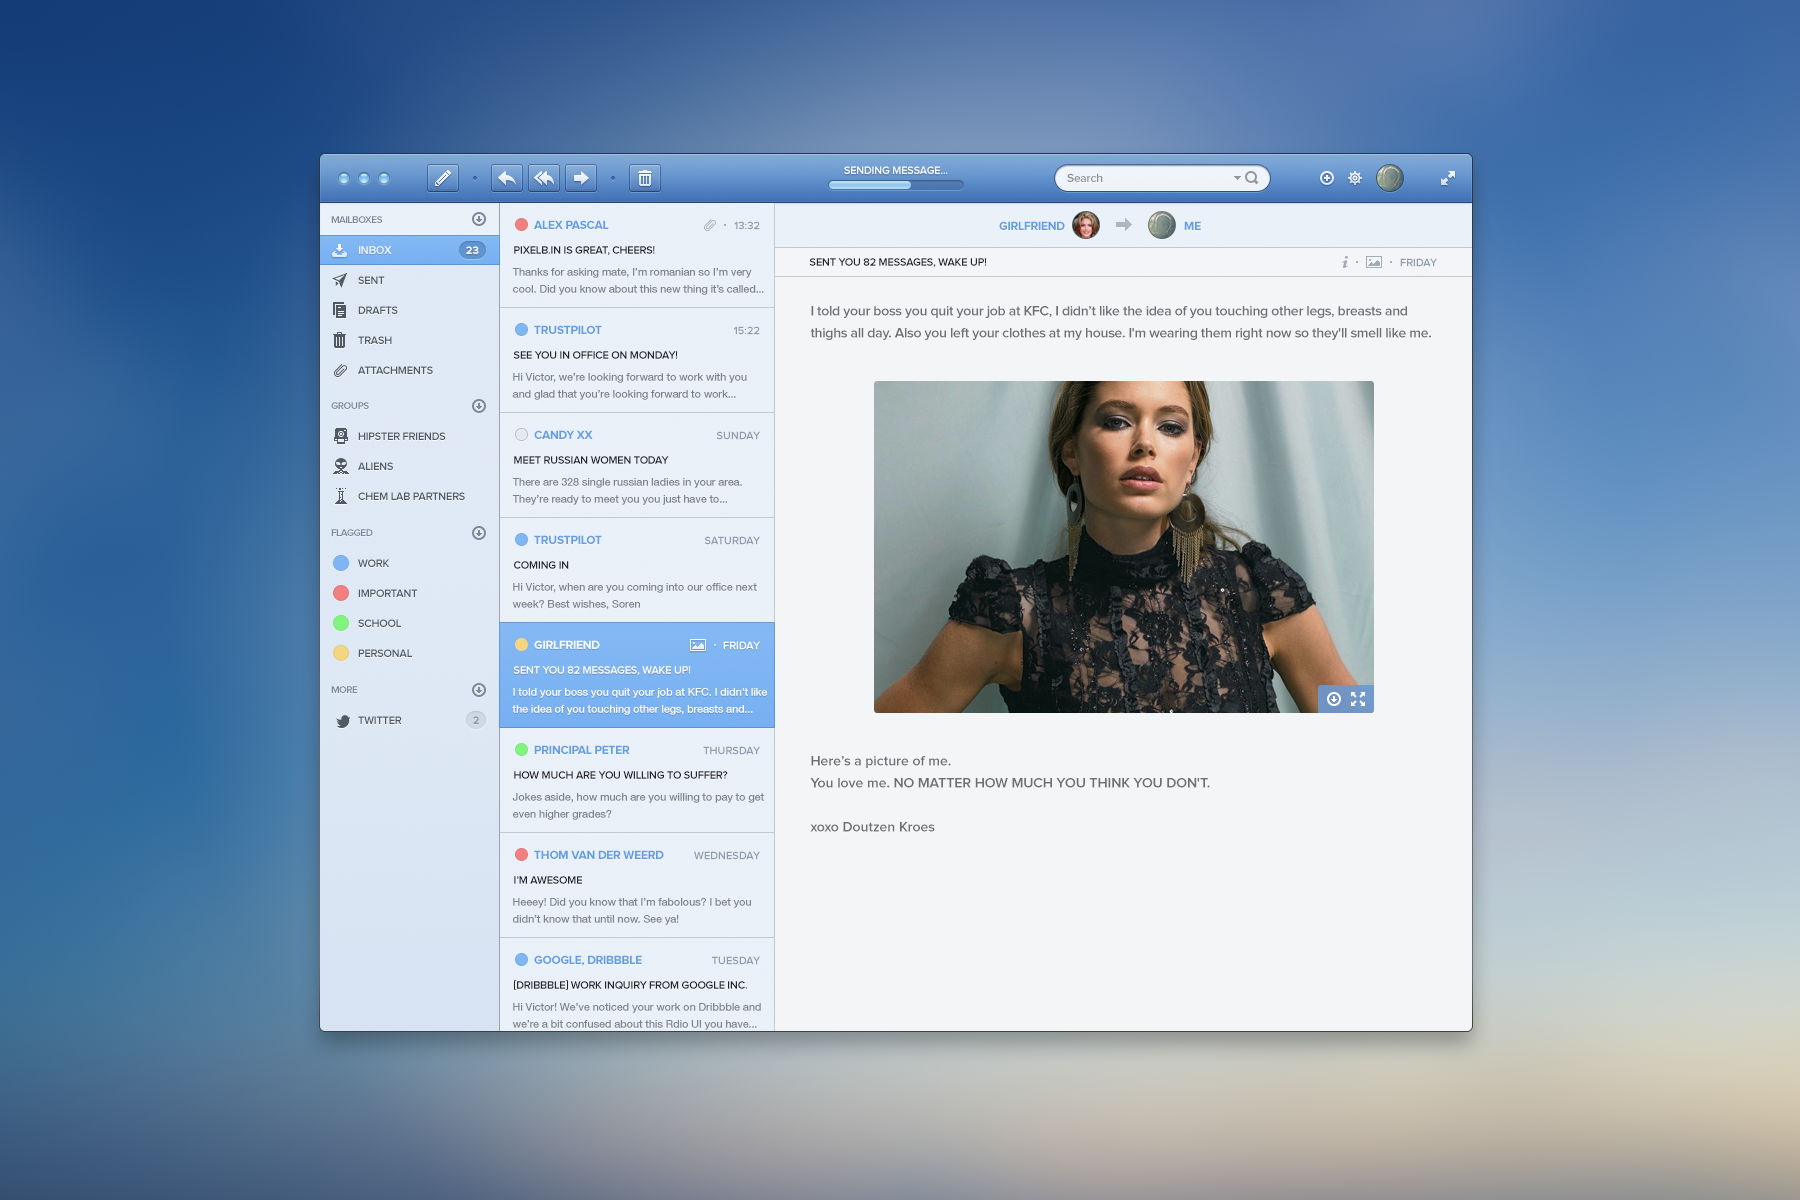 SENDING MESSAGE...
Search
MAILBOXES
INBOX 23
SENT
DRAFTS
TRASH
ATTACHMENTS
GROUPS
HIPSTER FRIENDS
ALIENS
CHEM LAB PARTNERS
FLAGGED
WORK
IMPORTANT
SCHOOL
PERSONAL
MORE
TWITTER 2
ALEX PASCAL · 13:32
PIXELB.IN IS GREAT, CHEERS!
Thanks for asking mate, I'm romanian so I'm very
cool. Did you know about this new thing it's called...
TRUSTPILOT 15:22
SEE YOU IN OFFICE ON MONDAY!
Hi Victor, we're looking forward to work with you
and glad that you're looking forward to work...
CANDY XX SUNDAY
MEET RUSSIAN WOMEN TODAY
There are 328 single russian ladies in your area.
They're ready to meet you you just have to...
TRUSTPILOT SATURDAY
COMING IN
Hi Victor, when are you coming into our office next
week? Best wishes, Soren
GIRLFRIEND · FRIDAY
SENT YOU 82 MESSAGES, WAKE UP!
I told your boss you quit your job at KFC. I didn't like
the idea of you touching other legs, breasts and...
PRINCIPAL PETER THURSDAY
HOW MUCH ARE YOU WILLING TO SUFFER?
Jokes aside, how much are you willing to pay to get
even higher grades?
THOM VAN DER WEERD WEDNESDAY
I'M AWESOME
Heeey! Did you know that I'm fabolous? I bet you
didn't know that until now. See ya!
GOOGLE, DRIBBBLE TUESDAY
[DRIBBBLE] WORK INQUIRY FROM GOOGLE INC.
Hi Victor! We've noticed your work on Dribbble and
we're a bit confused about this Rdio UI you have...
GIRLFRIEND ME
SENT YOU 82 MESSAGES, WAKE UP! i · · FRIDAY
I told your boss you quit your job at KFC, I didn't like the idea of you touching other legs, breasts and
thighs all day. Also you left your clothes at my house. I'm wearing them right now so they'll smell like me.
Here's a picture of me.
You love me. NO MATTER HOW MUCH YOU THINK YOU DON'T.
xoxo Doutzen Kroes